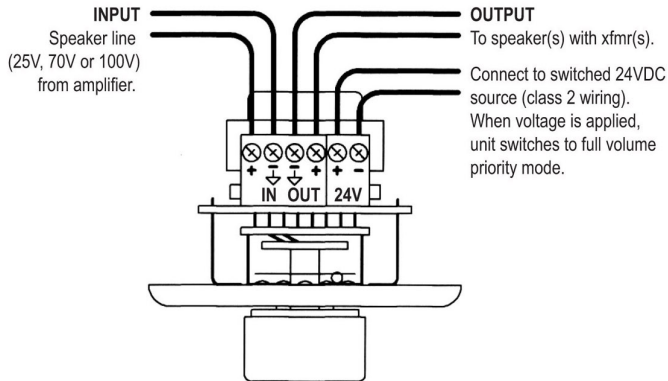 INPUT
Speaker line
(25V, 70V or 100V)
from amplifier.
OUTPUT
To speaker(s) with xfmr(s).
Connect to switched 24VDC
source (class 2 wiring).
When voltage is applied,
unit switches to full volume
priority mode.
+ - - + + -
IN OUT 24V